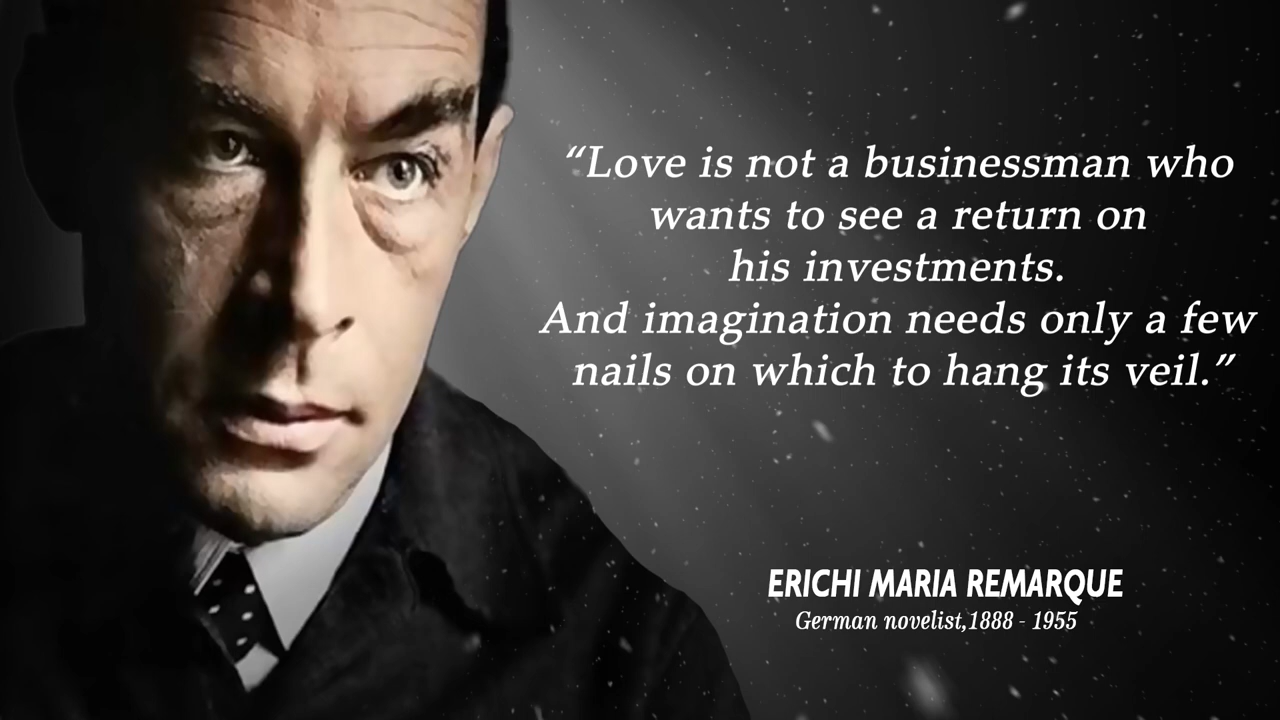 “Love is not a businessman who
wants to see a return on
his investments.
And imagination needs only a few
nails on which to hang its veil.”
ERICHI MARIA REMARQUE
German novelist,1888 - 1955